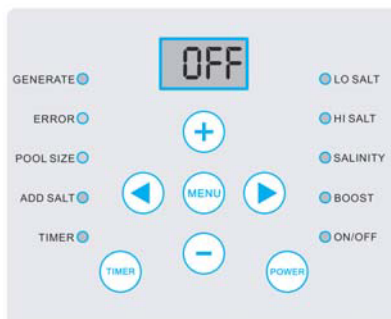 OFF
GENERATE
LO SALT
ERROR
HI SALT
+
POOL SIZE
SALINITY
ADD SALT
MENU
BOOST
TIMER
ON/OFF
−
TIMER
POWER